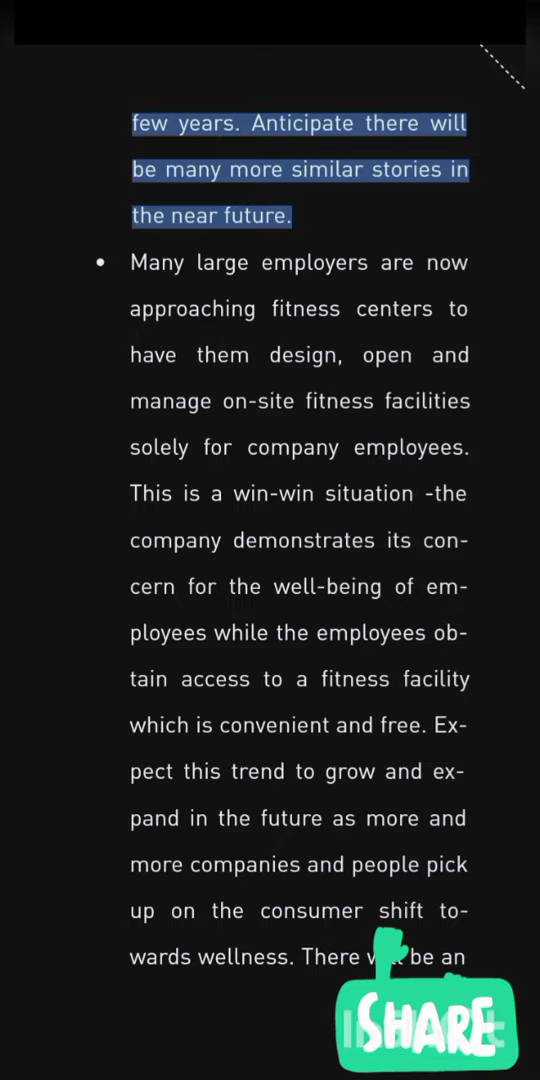 few years. Anticipate there will
be many more similar stories in
the near future.
• Many large employers are now
approaching fitness centers to
have them design, open and
manage on-site fitness facilities
solely for company employees.
This is a win-win situation -the
company demonstrates its con-
cern for the well-being of em-
ployees while the employees ob-
tain access to a fitness facility
which is convenient and free. Ex-
pect this trend to grow and ex-
pand in the future as more and
more companies and people pick
up on the consumer shift to-
wards wellness. There be an
SHARE